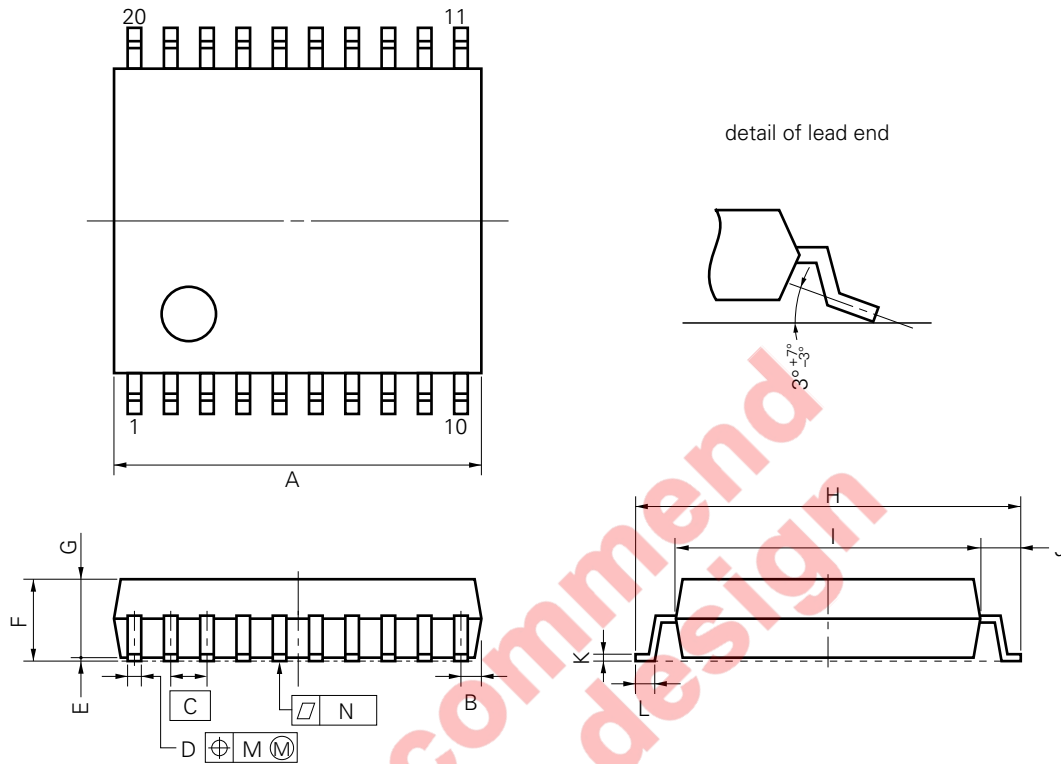 20 11
detail of lead end
3° +7° –3°
1 10
A
H
I
G
F
K
E
C
B
L
N
D M Ⓜ
commend
design